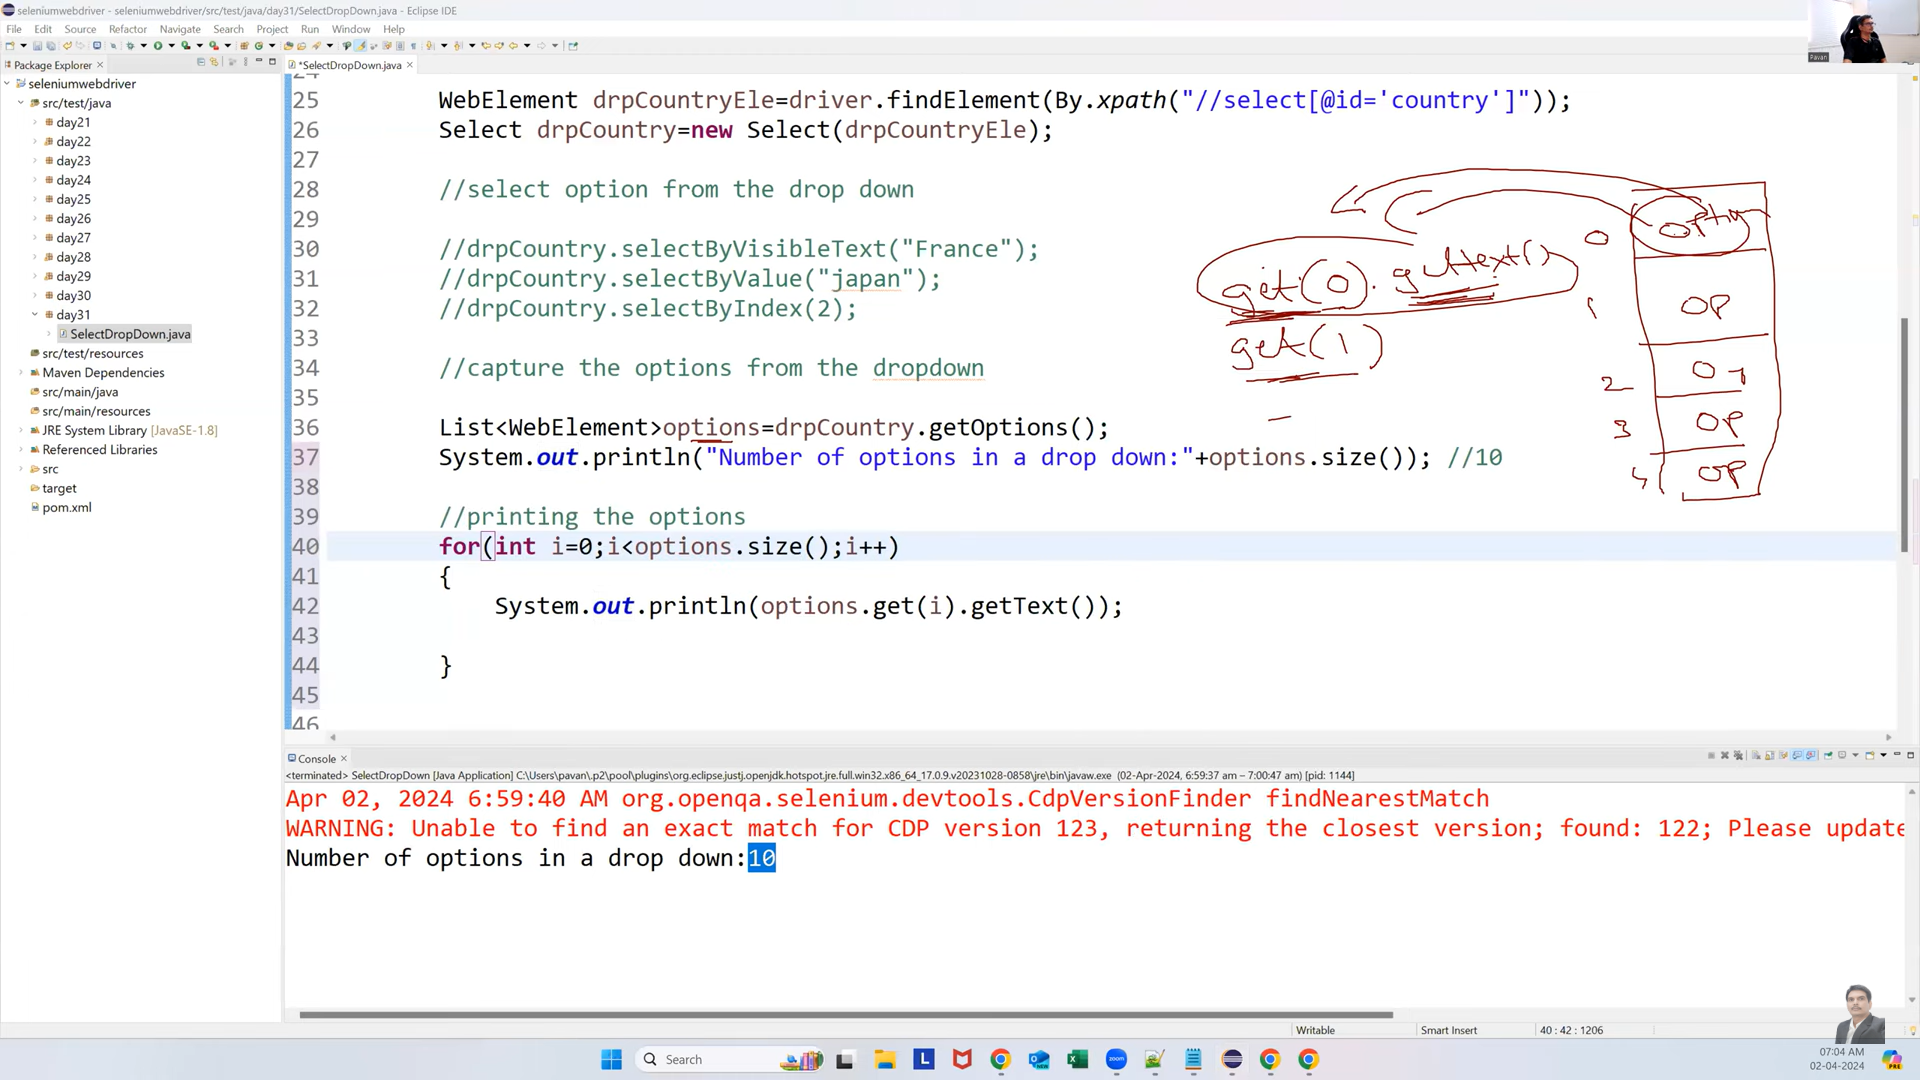 seleniumwebdriver - seleniumwebdriver/src/test/java/day31/SelectDropDown.java - Eclipse IDE
File Edit Source Refactor Navigate Search Project Run Window Help
Package Explorer
*SelectDropDown.java
seleniumwebdriver
src/test/java
day21
day22
day23
day24
day25
day26
day27
day28
day29
day30
day31
SelectDropDown.java
src/test/resources
Maven Dependencies
src/main/java
src/main/resources
JRE System Library [JavaSE-1.8]
Referenced Libraries
src
target
pom.xml
24
25 WebElement drpCountryEle=driver.findElement(By.xpath("//select[@id='country']"));
26 Select drpCountry=new Select(drpCountryEle);
27
28 //select option from the drop down
29
30 //drpCountry.selectByVisibleText("France");
31 //drpCountry.selectByValue("japan");
32 //drpCountry.selectByIndex(2);
33
34 //capture the options from the dropdown
35
36 List<WebElement>options=drpCountry.getOptions();
37 System.out.println("Number of options in a drop down:"+options.size()); //10
38
39 //printing the options
40 for(int i=0;i<options.size();i++)
41 {
42 System.out.println(options.get(i).getText());
43
44 }
45
46
get(0).gettext()
get(1)
0 option
1 OP
2 OP
3 OP
4 OP
Pavan
Console
<terminated> SelectDropDown [Java Application] C:\Users\pavan\.p2\pool\plugins\org.eclipse.justj.openjdk.hotspot.jre.full.win32.x86_64_17.0.9.v20231028-0858\jre\bin\javaw.exe (02-Apr-2024, 6:59:37 am – 7:00:47 am) [pid: 1144]
Apr 02, 2024 6:59:40 AM org.openqa.selenium.devtools.CdpVersionFinder findNearestMatch
WARNING: Unable to find an exact match for CDP version 123, returning the closest version; found: 122; Please update
Number of options in a drop down:10
Writable Smart Insert 40 : 42 : 1206
Search
07:04 AM
02-04-2024